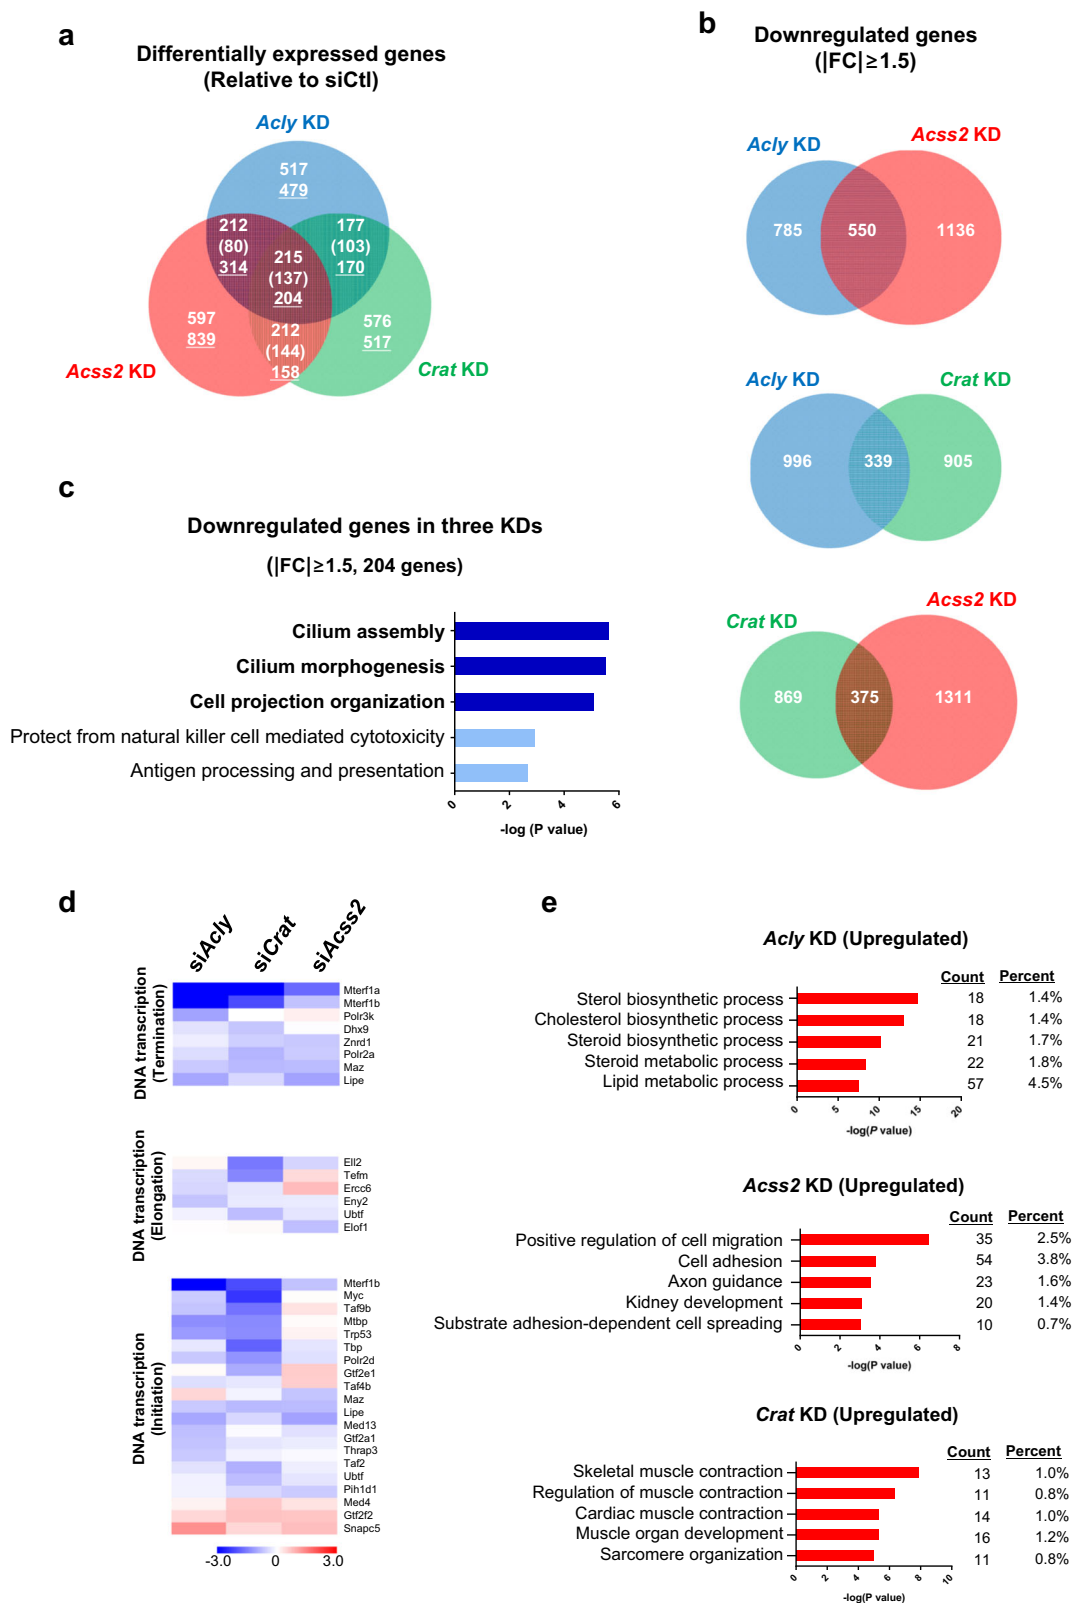 a
Differentially expressed genes
(Relative to siCtl)
Acly KD
517
479
212
(80)
314
177
(103)
170
215
(137)
204
597
839
212
(144)
158
576
517
Acss2 KD
Crat KD
b
Downregulated genes
(|FC|≥1.5)
Acly KD
Acss2 KD
785
550
1136
Acly KD
Crat KD
996
339
905
Crat KD
Acss2 KD
869
375
1311
c
Downregulated genes in three KDs
(|FC|≥1.5, 204 genes)
Cilium assembly
Cilium morphogenesis
Cell projection organization
Protect from natural killer cell mediated cytotoxicity
Antigen processing and presentation
0 2 4 6
-log (P value)
d
siAcly siCrat siAcss2
DNA transcription
(Termination)
Mterf1a
Mterf1b
Polr3k
Dhx9
Znrd1
Polr2a
Maz
Lipe
DNA transcription
(Elongation)
Ell2
Tefm
Ercc6
Eny2
Ubtf
Elof1
DNA transcription
(Initiation)
Mterf1b
Myc
Taf9b
Mtbp
Trp53
Tbp
Polr2d
Gtf2e1
Taf4b
Maz
Lipe
Med13
Gtf2a1
Thrap3
Taf2
Ubtf
Pih1d1
Med4
Gtf2f2
Snapc5
-3.0 0 3.0
e
Acly KD (Upregulated)
Count Percent
Sterol biosynthetic process 18 1.4%
Cholesterol biosynthetic process 18 1.4%
Steroid biosynthetic process 21 1.7%
Steroid metabolic process 22 1.8%
Lipid metabolic process 57 4.5%
0 5 10 15 20
-log(P value)
Acss2 KD (Upregulated)
Count Percent
Positive regulation of cell migration 35 2.5%
Cell adhesion 54 3.8%
Axon guidance 23 1.6%
Kidney development 20 1.4%
Substrate adhesion-dependent cell spreading 10 0.7%
0 2 4 6 8
-log(P value)
Crat KD (Upregulated)
Count Percent
Skeletal muscle contraction 13 1.0%
Regulation of muscle contraction 11 0.8%
Cardiac muscle contraction 14 1.0%
Muscle organ development 16 1.2%
Sarcomere organization 11 0.8%
0 2 4 6 8 10
-log(P value)